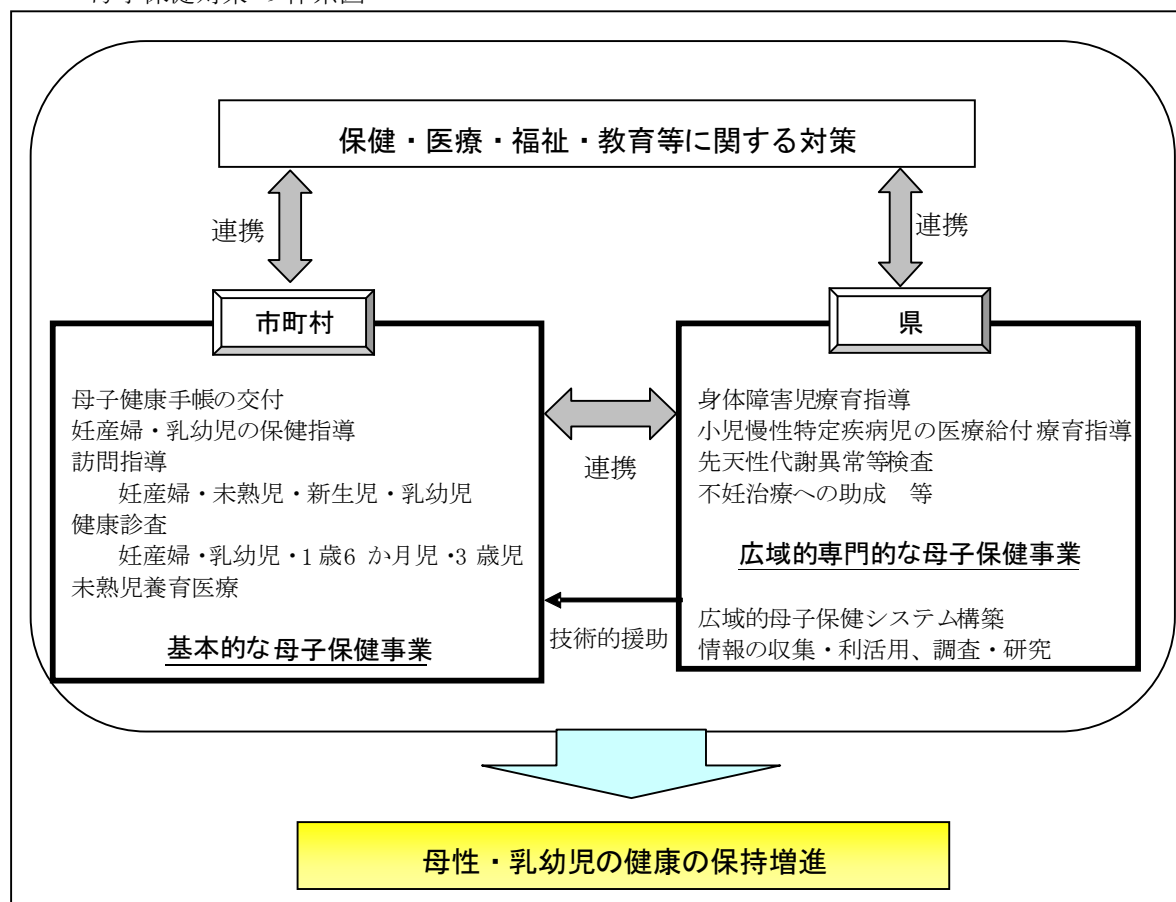 保健・医療・福祉・教育等に関する対策
連携
連携
市町村
母子健康手帳の交付
妊産婦・乳幼児の保健指導
訪問指導
妊産婦・未熟児・新生児・乳幼児
健康診査
妊産婦・乳幼児・1歳6 か月児・3 歳児
未熟児養育医療
基本的な母子保健事業
連携
技術的援助
県
身体障害児療育指導
小児慢性特定疾病児の医療給付療育指導
先天性代謝異常等検査
不妊治療への助成 等
広域的専門的な母子保健事業
広域的母子保健システム構築
情報の収集・利活用、調査・研究
母性・乳幼児の健康の保持増進